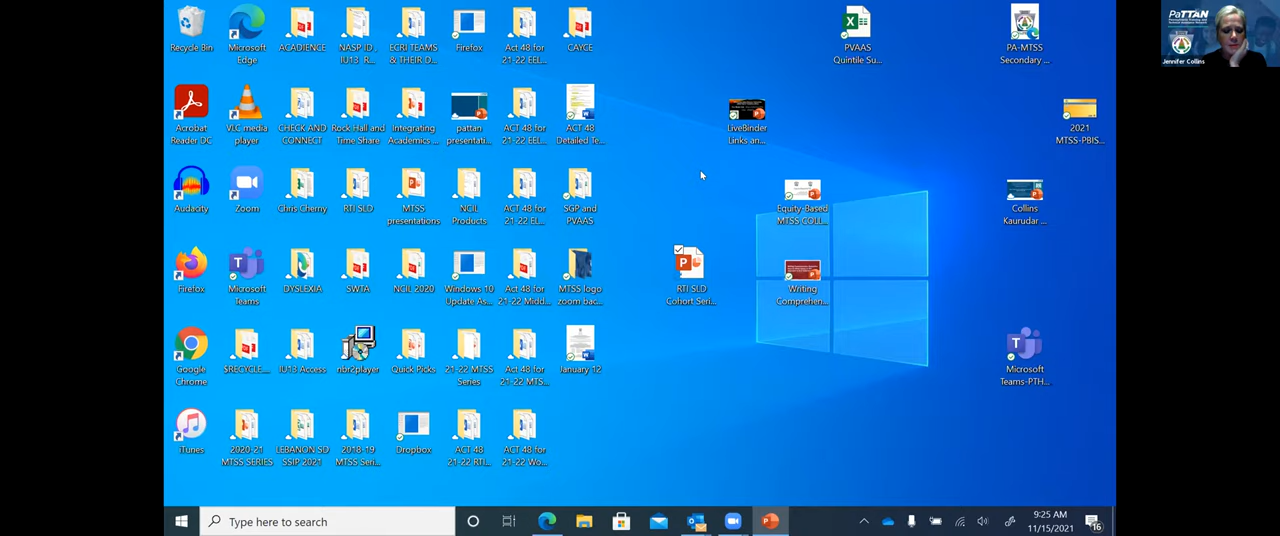 Recycle Bin
Microsoft
Edge
ACADIENCE
NASP ID ,
IU13 R...
ECRI TEAMS
& THEIR D...
Firefox
Act 48 for
21-22 EEL...
CAYCE
PVAAS
Quintile Su...
PA-MTSS
Secondary ...
PaTTAN
Jennifer Collins
Acrobat
Reader DC
VLC media
player
CHECK AND
CONNECT
Rock Hall and
Time Share
Integrating
Academics ...
pattan
presentati...
ACT 48 for
21-22 EEL...
ACT 48
Detailed Te...
LiveBinder
Links an...
2021
MTSS-PBIS...
Audacity
Zoom
Chris Cherny
RTI SLD
MTSS
presentations
NCIL
Products
ACT 48 for
21-22 EL...
SGP and
PVAAS
Equity-Based
MTSS COLL...
Collins
Kaurudar ...
Firefox
Microsoft
Teams
DYSLEXIA
SWTA
NCIL 2020
Windows 10
Update As...
Act 48 for
21-22 Midd...
MTSS logo
zoom bac...
RTI SLD
Cohort Seri...
Writing
Comprehen...
Google
Chrome
$RECYCLE....
IU13 Access
nbr2player
Quick Picks
21-22 MTSS
Series
Act 48 for
21-22 MTS...
January 12
Microsoft
Teams-PTH...
iTunes
2020-21
MTSS SERIES
LEBANON SD
SSIP 2021
2018-19
MTSS Seri...
Dropbox
ACT 48
21-22 RTI...
ACT 48 for
21-22 Wo...
Type here to search
9:25 AM
11/15/2021
16